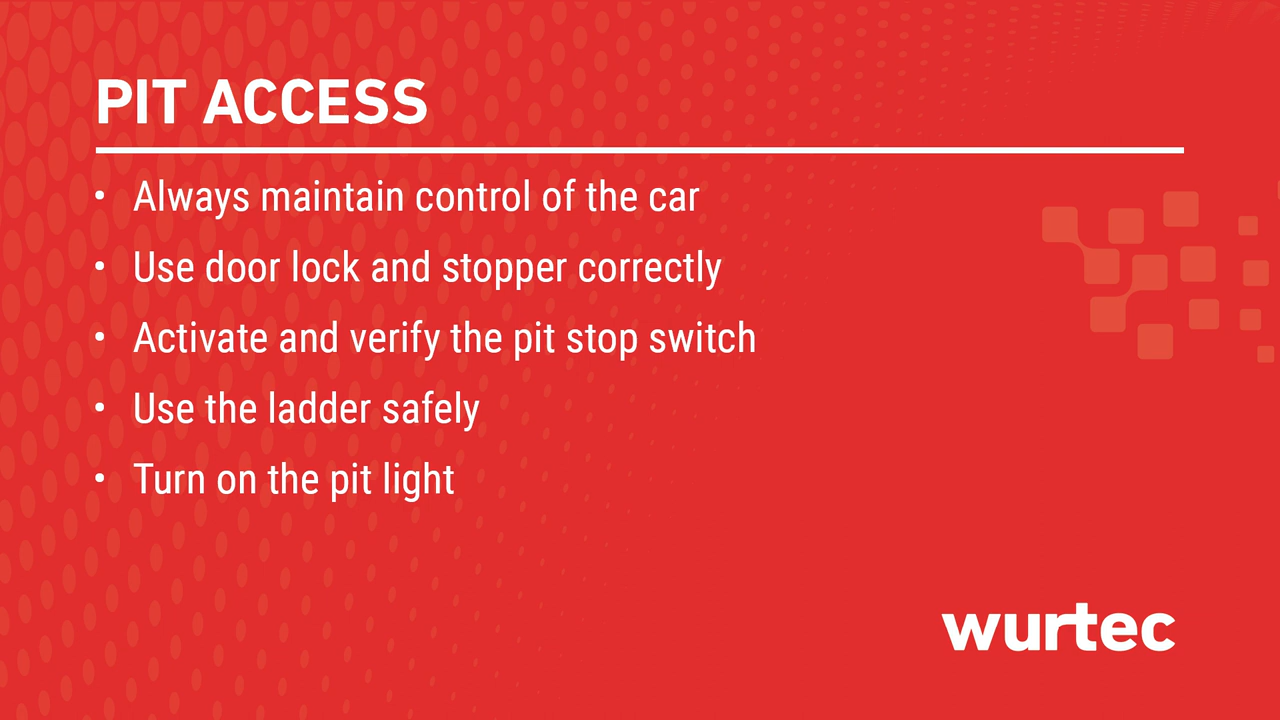 PIT ACCESS
• Always maintain control of the car
• Use door lock and stopper correctly
• Activate and verify the pit stop switch
• Use the ladder safely
• Turn on the pit light
wurtec